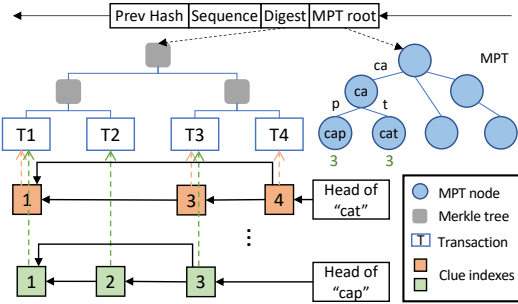 Prev Hash Sequence Digest MPT root
MPT
ca
ca
p t
cap cat
3 3
T1 T2 T3 T4
1 3 4
Head of
"cat"
...
1 2 3
Head of
"cap"
MPT node
Merkle tree
T Transaction
Clue indexes